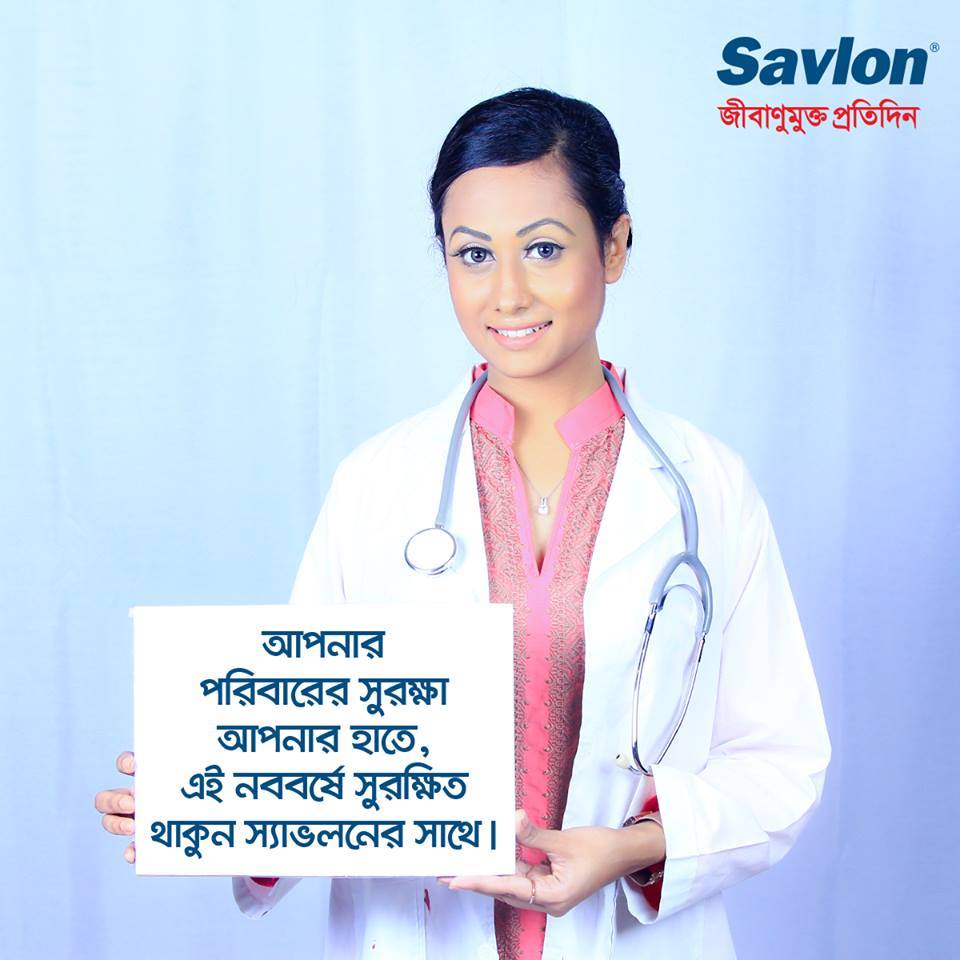 Savlon®
জীবাণুমুক্ত প্রতিদিন
আপনার
পরিবারের সুরক্ষা
আপনার হাতে,
এই নববর্ষে সুরক্ষিত
থাকুন স্যাভলনের সাথে।